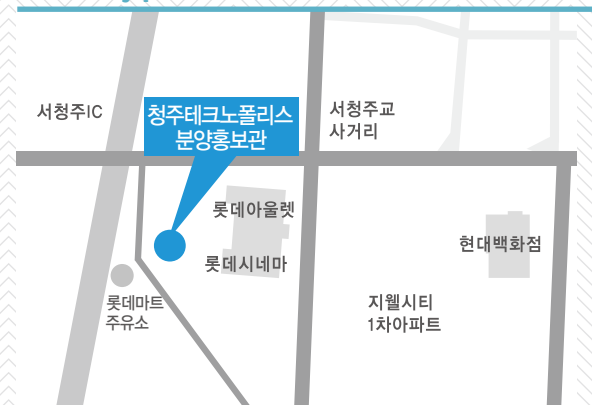 서청주IC
청주테크노폴리스
분양홍보관
서청주교
사거리
롯데아울렛
롯데시네마
현대백화점
롯데마트
주유소
지웰시티
1차아파트